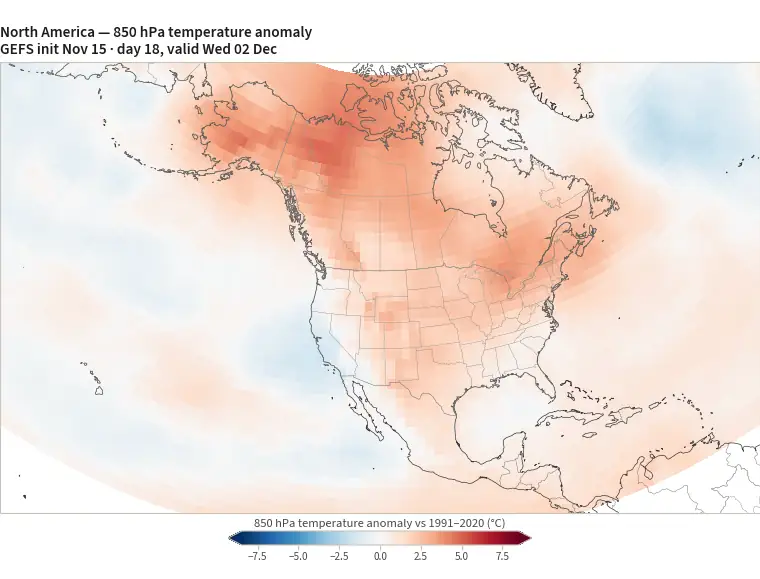 North America — 850 hPa temperature anomaly
GEFS init Nov 15 · day 18, valid Wed 02 Dec
850 hPa temperature anomaly vs 1991–2020 (°C)
−7.5 −5.0 −2.5 0.0 2.5 5.0 7.5